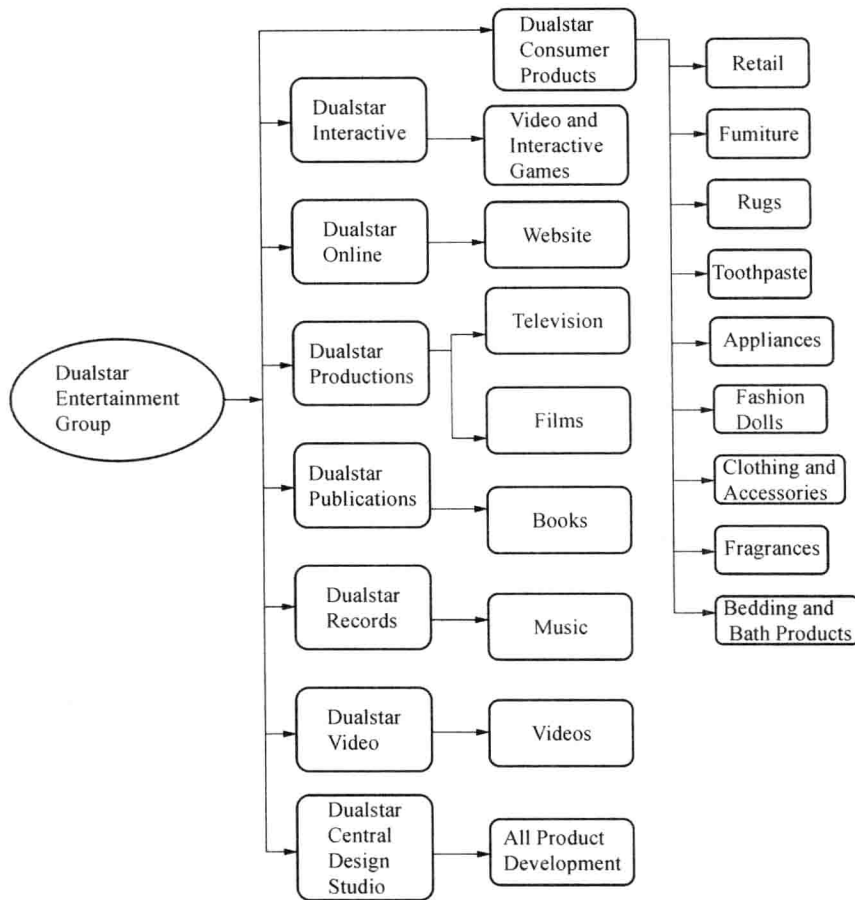 Dualstar
Entertainment
Group
Dualstar
Consumer
Products
Dualstar
Interactive
Video and
Interactive
Games
Dualstar
Online
Website
Dualstar
Productions
Television
Films
Dualstar
Publications
Books
Dualstar
Records
Music
Dualstar
Video
Videos
Dualstar
Central
Design
Studio
All Product
Development
Retail
Fumiture
Rugs
Toothpaste
Appliances
Fashion
Dolls
Clothing and
Accessories
Fragrances
Bedding and
Bath Products